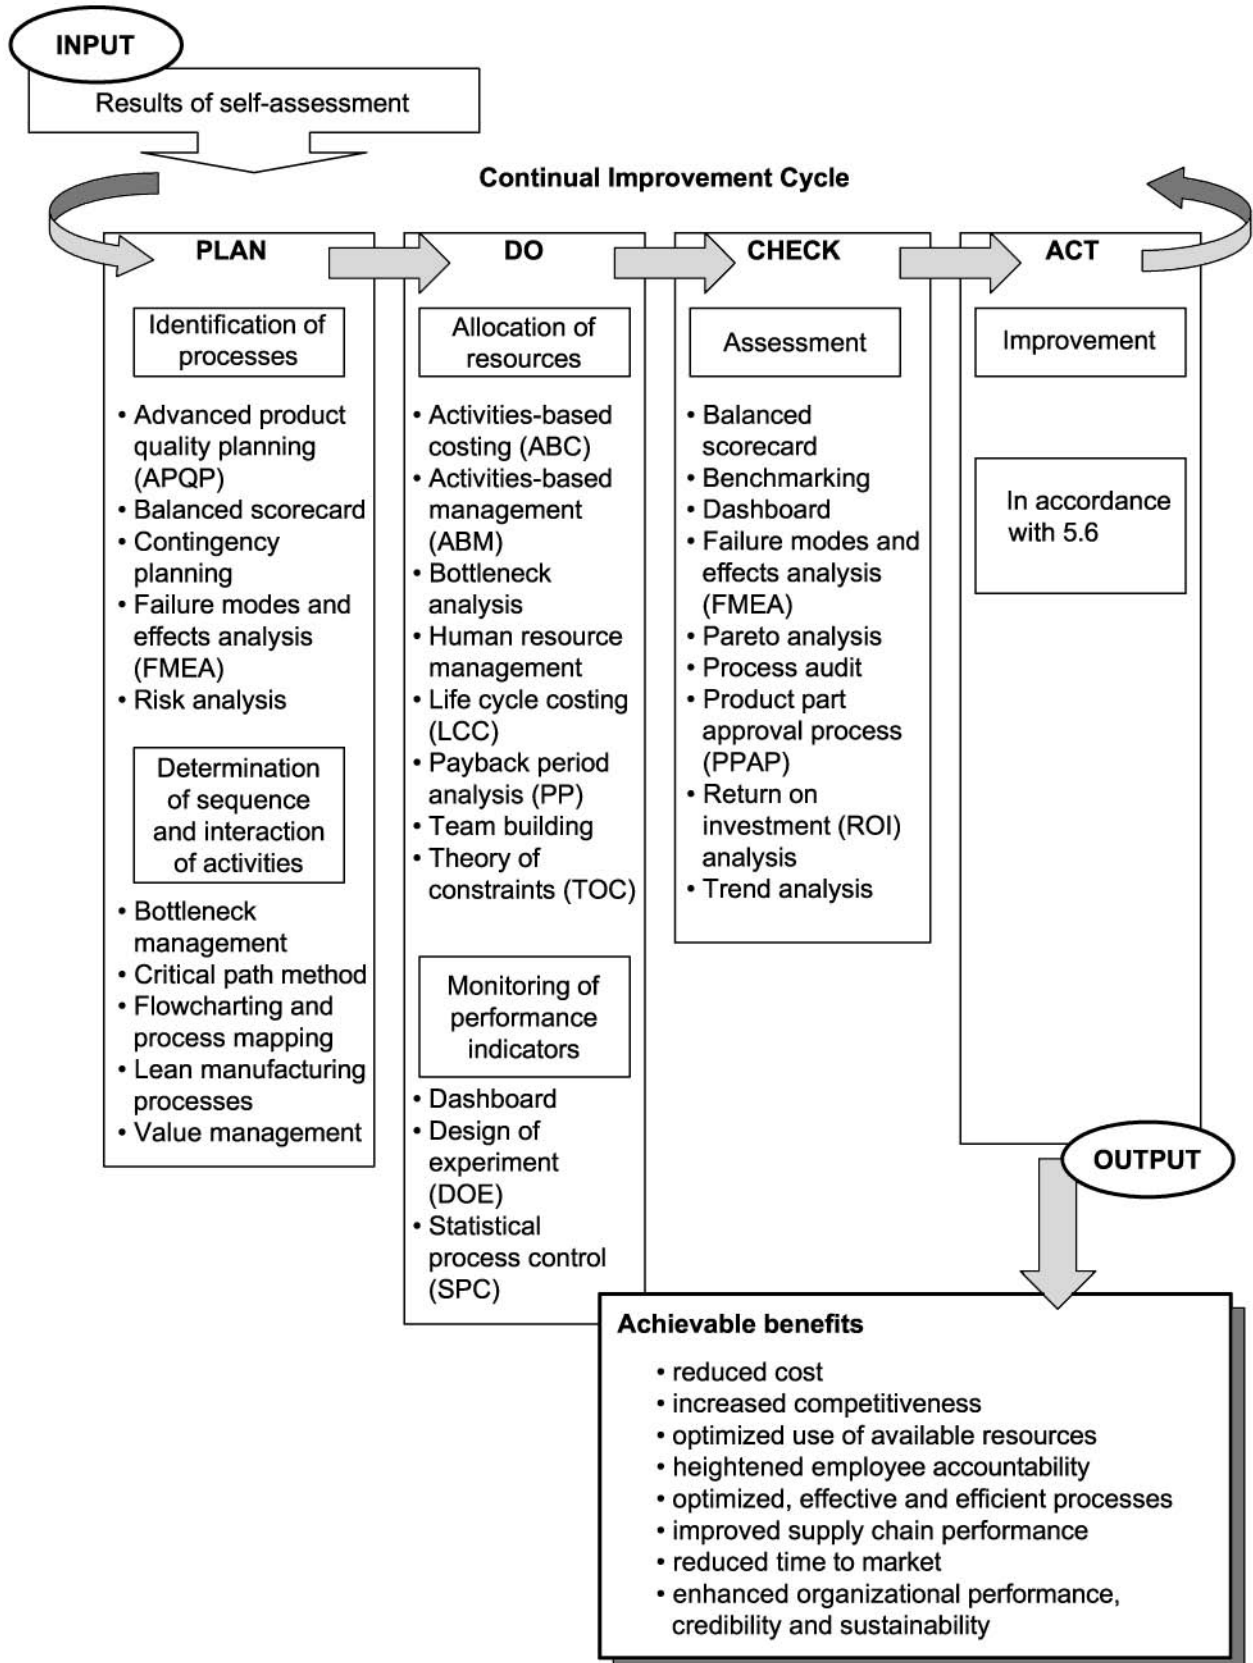 INPUT
Results of self-assessment
Continual Improvement Cycle
PLAN
Identification of
processes
• Advanced product
quality planning
(APQP)
• Balanced scorecard
• Contingency
planning
• Failure modes and
effects analysis
(FMEA)
• Risk analysis
Determination
of sequence
and interaction
of activities
• Bottleneck
management
• Critical path method
• Flowcharting and
process mapping
• Lean manufacturing
processes
• Value management
DO
Allocation of
resources
• Activities-based
costing (ABC)
• Activities-based
management
(ABM)
• Bottleneck
analysis
• Human resource
management
• Life cycle costing
(LCC)
• Payback period
analysis (PP)
• Team building
• Theory of
constraints (TOC)
Monitoring of
performance
indicators
• Dashboard
• Design of
experiment
(DOE)
• Statistical
process control
(SPC)
CHECK
Assessment
• Balanced
scorecard
• Benchmarking
• Dashboard
• Failure modes and
effects analysis
(FMEA)
• Pareto analysis
• Process audit
• Product part
approval process
(PPAP)
• Return on
investment (ROI)
analysis
• Trend analysis
ACT
Improvement
In accordance
with 5.6
OUTPUT
Achievable benefits
• reduced cost
• increased competitiveness
• optimized use of available resources
• heightened employee accountability
• optimized, effective and efficient processes
• improved supply chain performance
• reduced time to market
• enhanced organizational performance,
credibility and sustainability